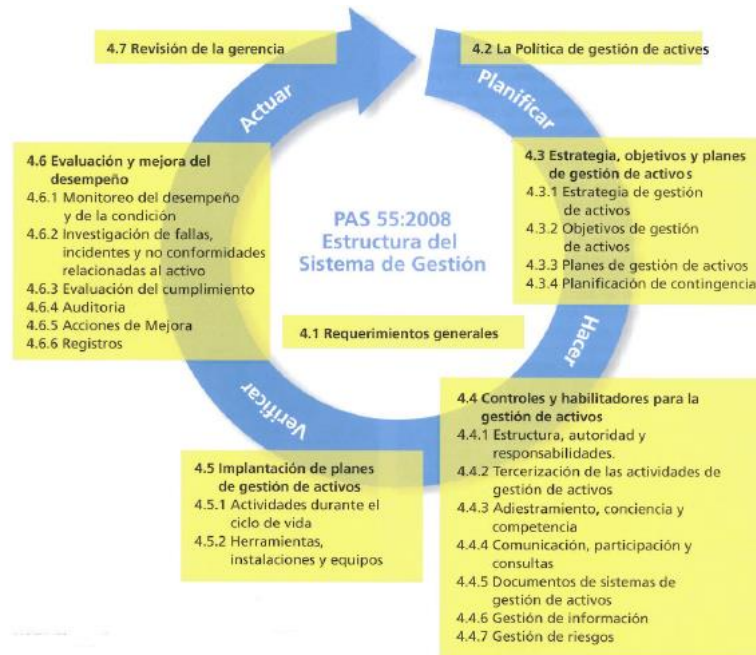 4.7 Revisión de la gerencia
4.2 La Política de gestión de actives
Actuar
Planificar
4.6 Evaluación y mejora del
desempeño
4.6.1 Monitoreo del desempeño
y de la condición
4.6.2 Investigación de fallas,
incidentes y no conformidades
relacionadas al activo
4.6.3 Evaluación del cumplimiento
4.6.4 Auditoria
4.6.5 Acciones de Mejora
4.6.6 Registros
PAS 55:2008
Estructura del
Sistema de Gestión
4.3 Estrategia, objetivos y planes
de gestión de activos
4.3.1 Estrategia de gestión
de activos
4.3.2 Objetivos de gestión
de activos
4.3.3 Planes de gestión de activos
4.3.4 Planificación de contingencia
4.1 Requerimientos generales
Hacer
Verificar
4.5 Implantación de planes
de gestión de activos
4.5.1 Actividades durante el
ciclo de vida
4.5.2 Herramientas,
instalaciones y equipos
4.4 Controles y habilitadores para la
gestión de activos
4.4.1 Estructura, autoridad y
responsabilidades.
4.4.2 Tercerización de las actividades de
gestión de activos
4.4.3 Adiestramiento, conciencia y
competencia
4.4.4 Comunicación, participación y
consultas
4.4.5 Documentos de sistemas de
gestión de activos
4.4.6 Gestión de información
4.4.7 Gestión de riesgos